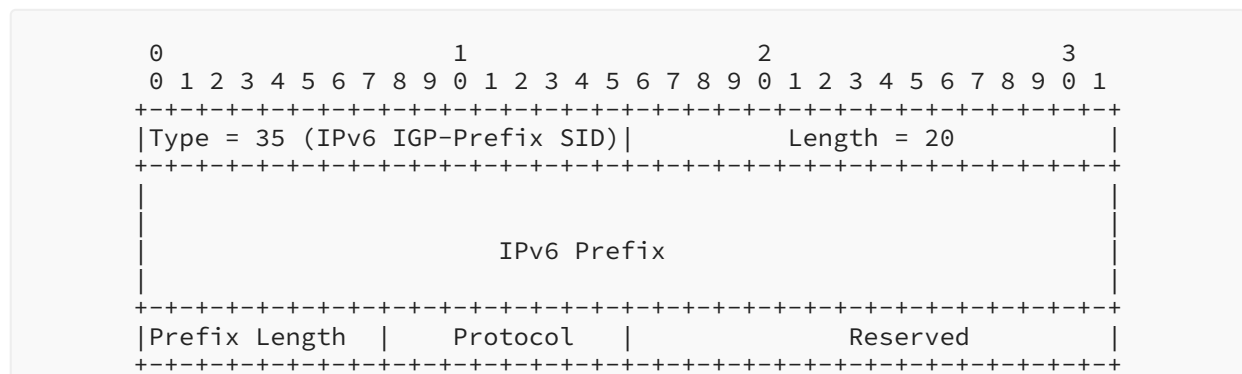 0                   1                   2                   3
 0 1 2 3 4 5 6 7 8 9 0 1 2 3 4 5 6 7 8 9 0 1 2 3 4 5 6 7 8 9 0 1
+-+-+-+-+-+-+-+-+-+-+-+-+-+-+-+-+-+-+-+-+-+-+-+-+-+-+-+-+-+-+-+-+
|Type = 35 (IPv6 IGP-Prefix SID)|          Length = 20          |
+-+-+-+-+-+-+-+-+-+-+-+-+-+-+-+-+-+-+-+-+-+-+-+-+-+-+-+-+-+-+-+-+
|                                                               |
|                                                               |
|                       IPv6 Prefix                             |
|                                                               |
+-+-+-+-+-+-+-+-+-+-+-+-+-+-+-+-+-+-+-+-+-+-+-+-+-+-+-+-+-+-+-+-+
|Prefix Length  |    Protocol   |              Reserved         |
+-+-+-+-+-+-+-+-+-+-+-+-+-+-+-+-+-+-+-+-+-+-+-+-+-+-+-+-+-+-+-+-+